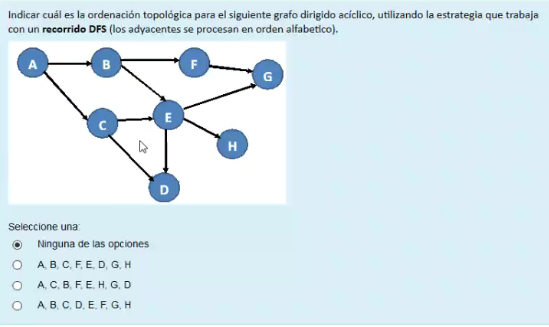 Indicar cuál es la ordenación topológica para el siguiente grafo dirigido acíclico, utilizando la estrategia que trabaja
con un recorrido DFS (los adyacentes se procesan en orden alfabetico).
A
B
F
G
C
E
H
D
Seleccione una:
Ninguna de las opciones
A, B, C, F, E, D, G, H
A, C, B, F, E, H, G, D
A, B, C, D, E, F, G, H